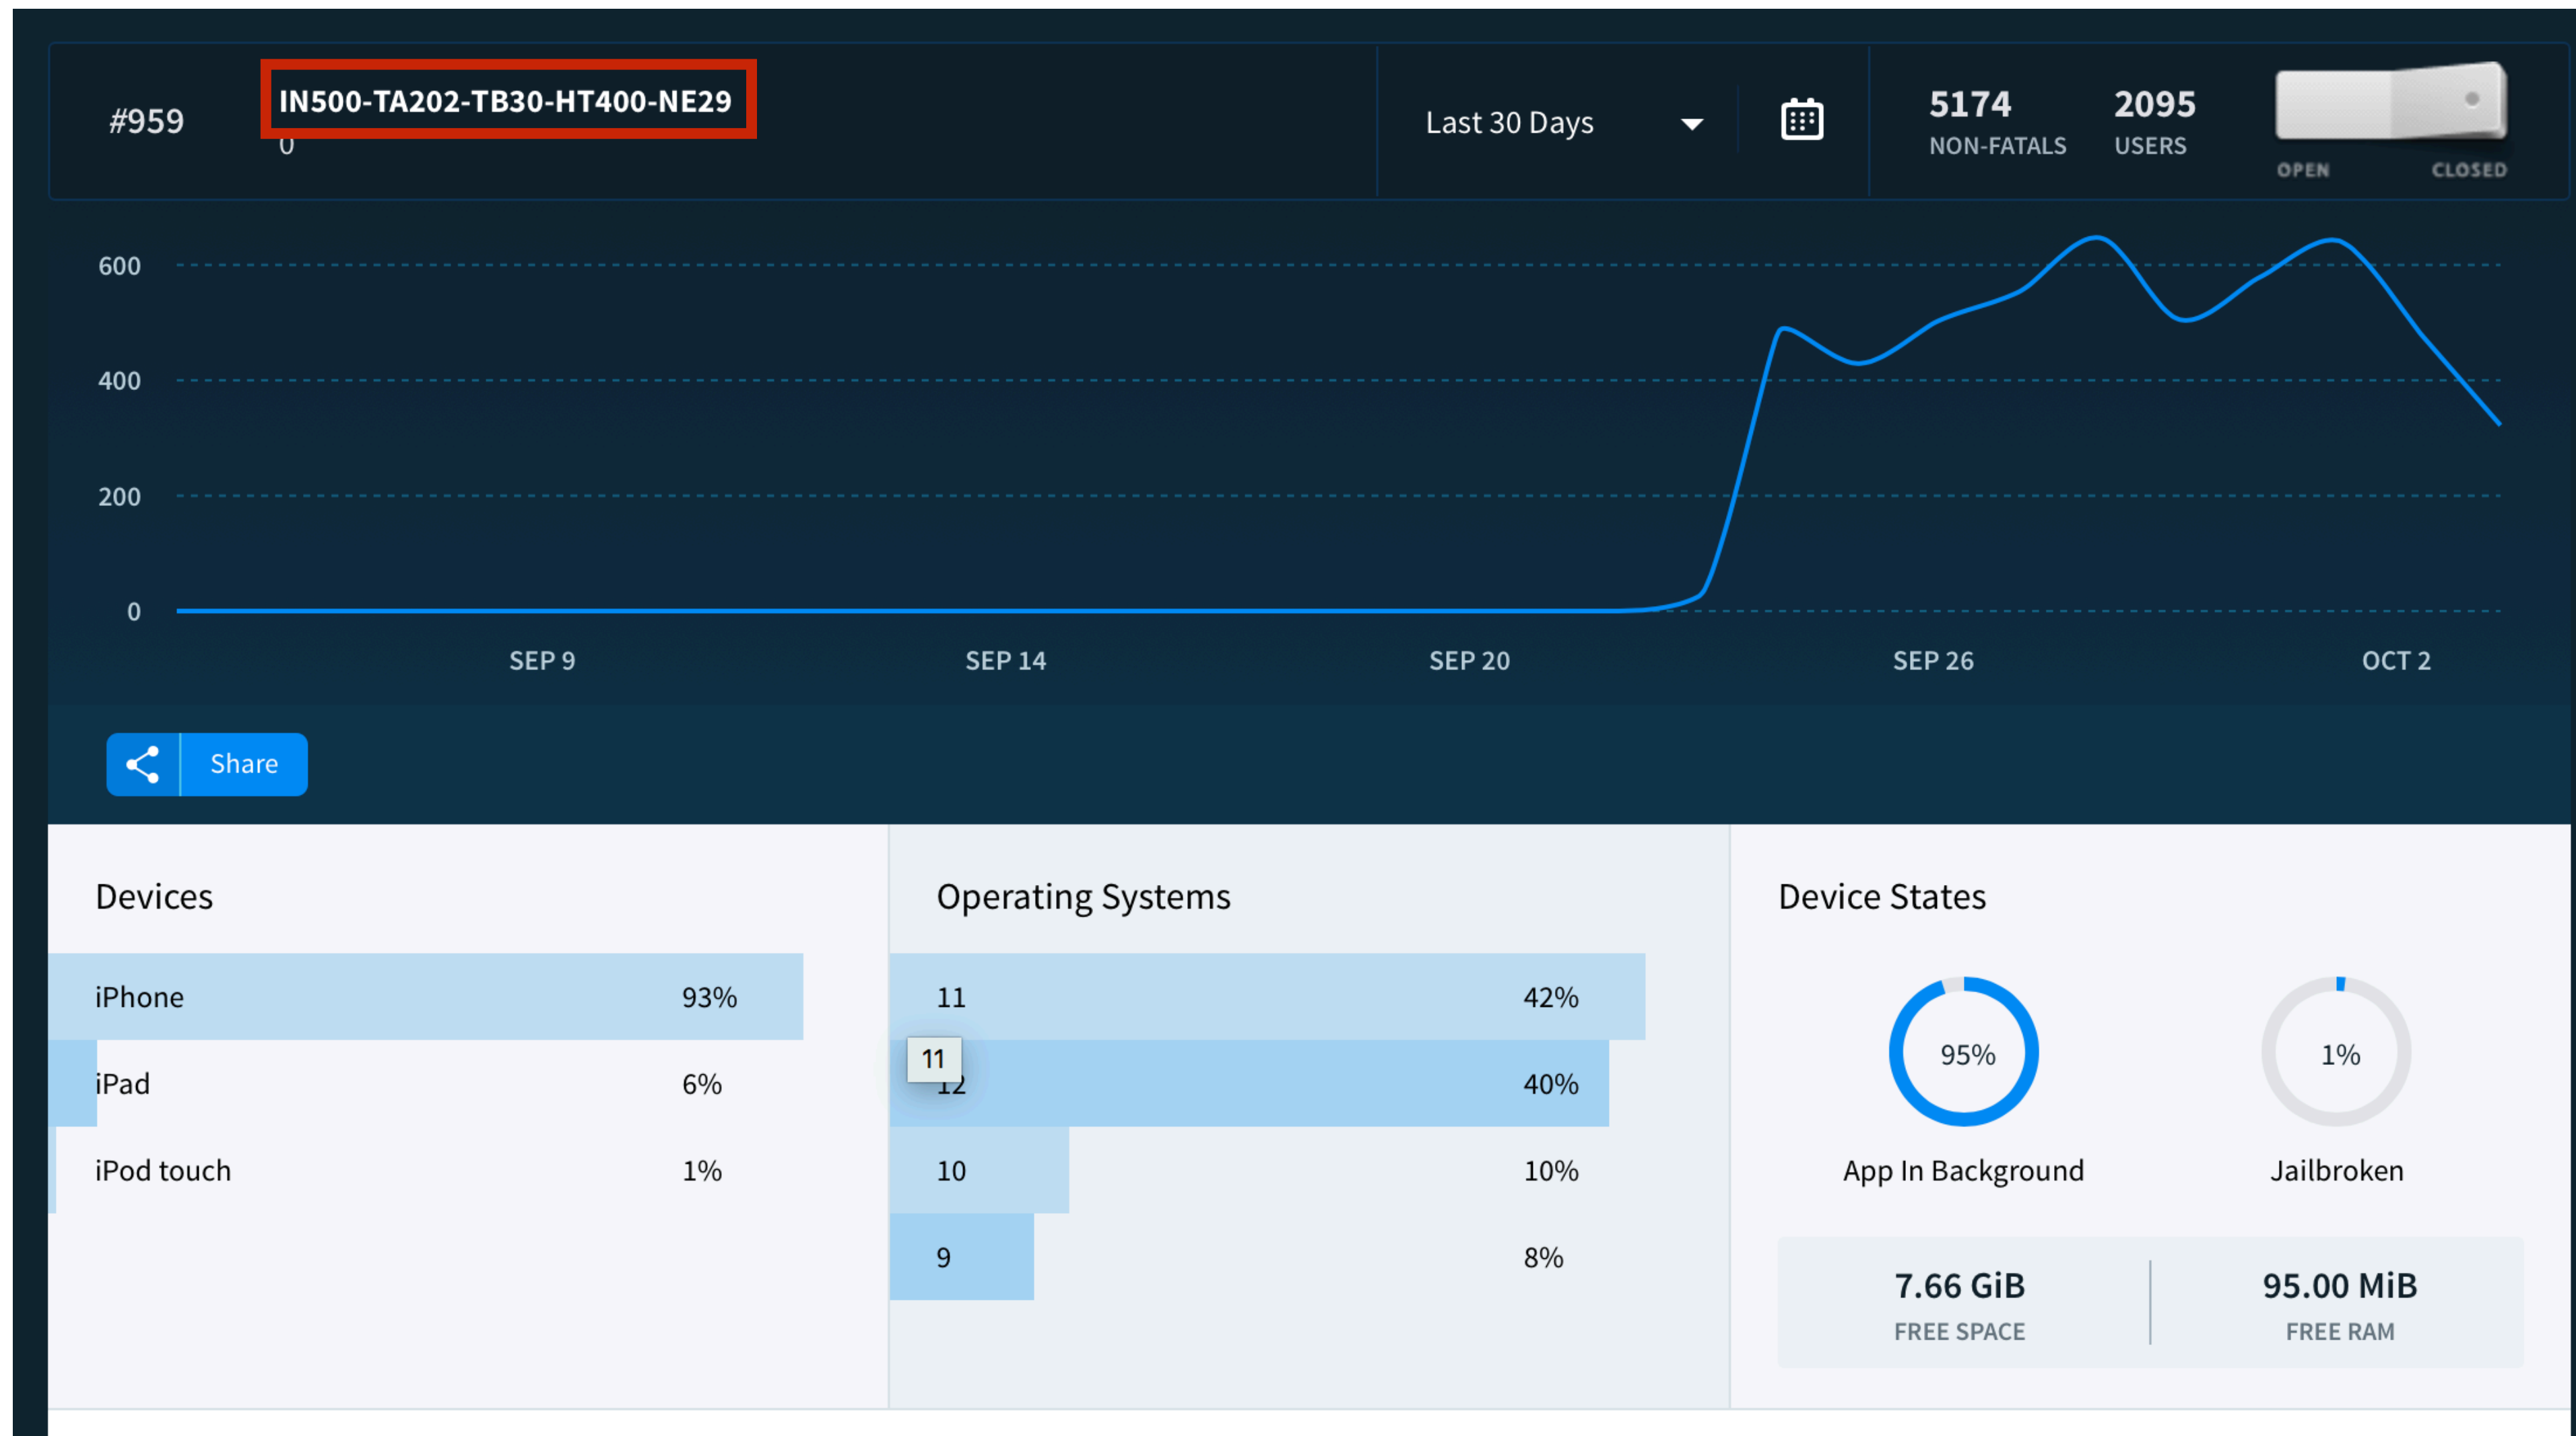 #959
IN500-TA202-TB30-HT400-NE29
0
Last 30 Days
5174
NON-FATALS
2095
USERS
OPEN
CLOSED
600
400
200
0
SEP 9
SEP 14
SEP 20
SEP 26
OCT 2
Share
Devices
iPhone 93%
iPad 6%
iPod touch 1%
Operating Systems
11 42%
11
12 40%
10 10%
9 8%
Device States
95%
App In Background
1%
Jailbroken
7.66 GiB
FREE SPACE
95.00 MiB
FREE RAM